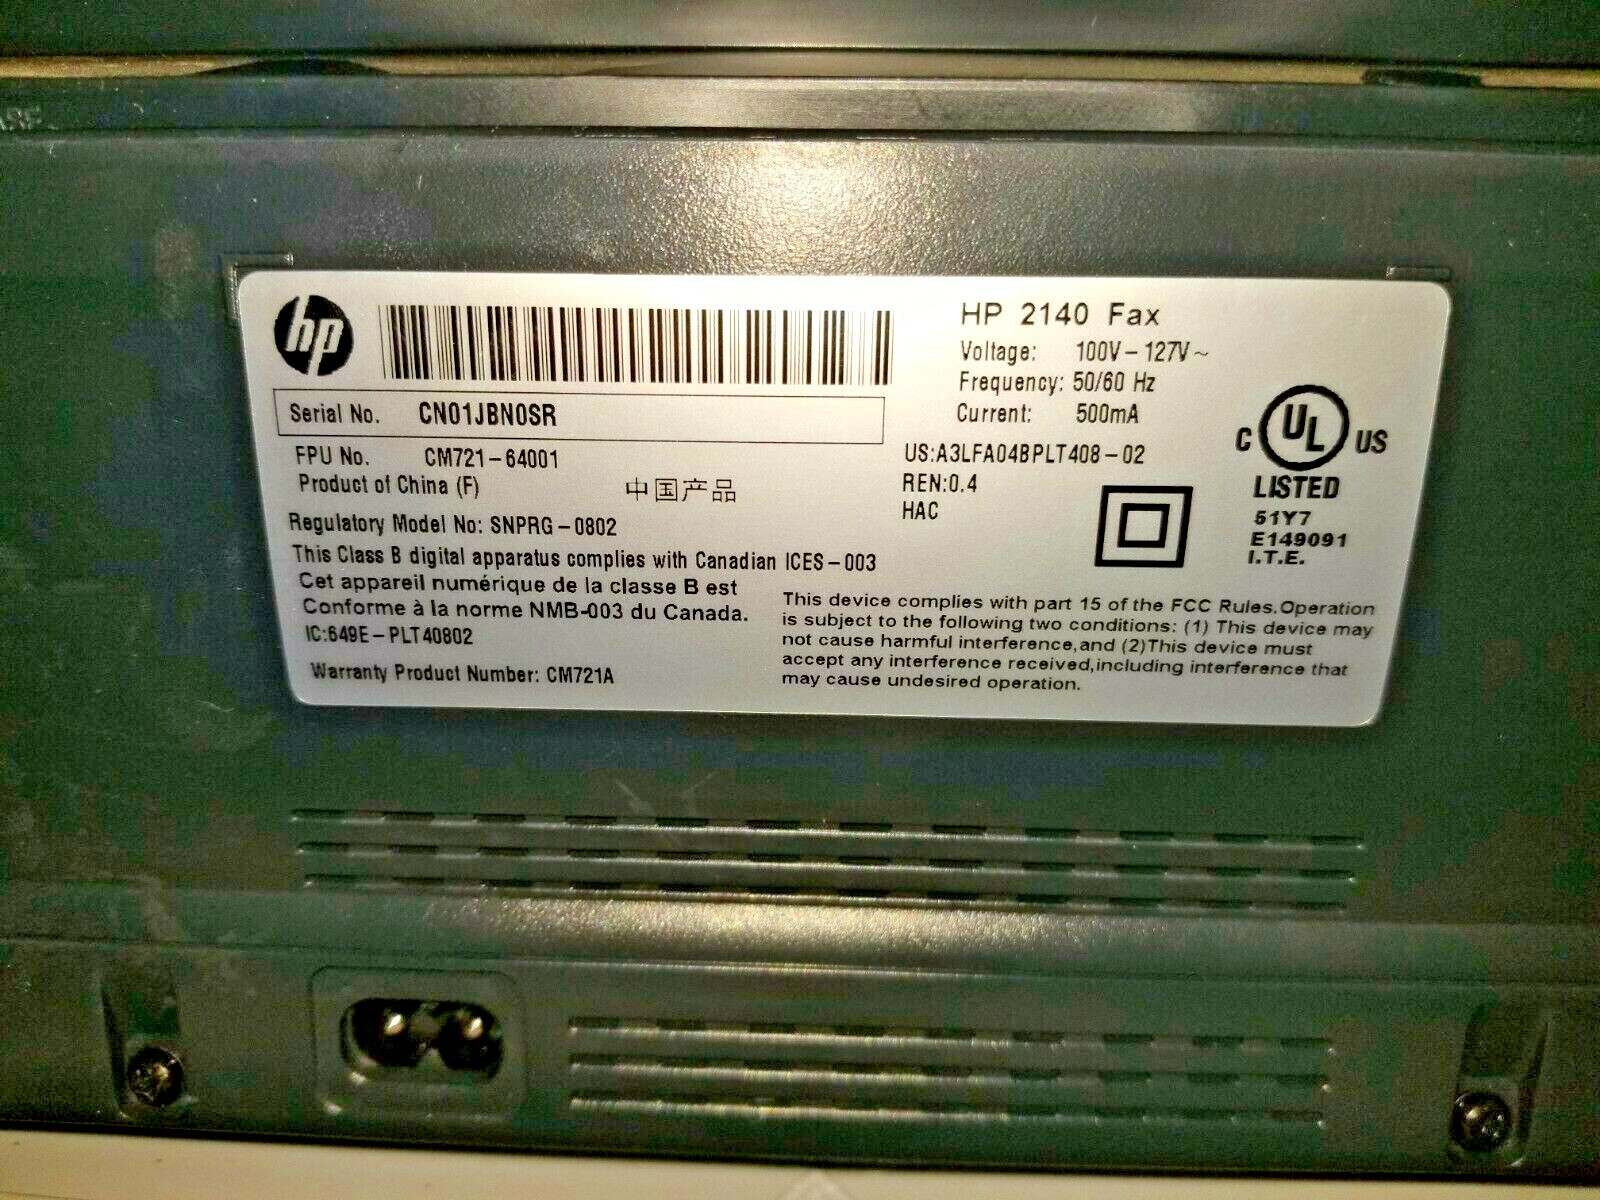 hp
HP 2140 Fax
Voltage: 100V-127V~
Frequency: 50/60 Hz
Current: 500mA
Serial No. CN01JBN0SR
FPU No. CM721-64001
Product of China (F) 中国产品
Regulatory Model No: SNPRG-0802
This Class B digital apparatus complies with Canadian ICES-003
Cet appareil numérique de la classe B est
Conforme à la norme NMB-003 du Canada.
IC:649E-PLT40802
Warranty Product Number: CM721A
US:A3LFA04BPLT408-02
REN:0.4
HAC
C UL US
LISTED
51Y7
E149091
I.T.E.
This device complies with part 15 of the FCC Rules.Operation
is subject to the following two conditions: (1) This device may
not cause harmful interference,and (2)This device must
accept any interference received,including interference that
may cause undesired operation.